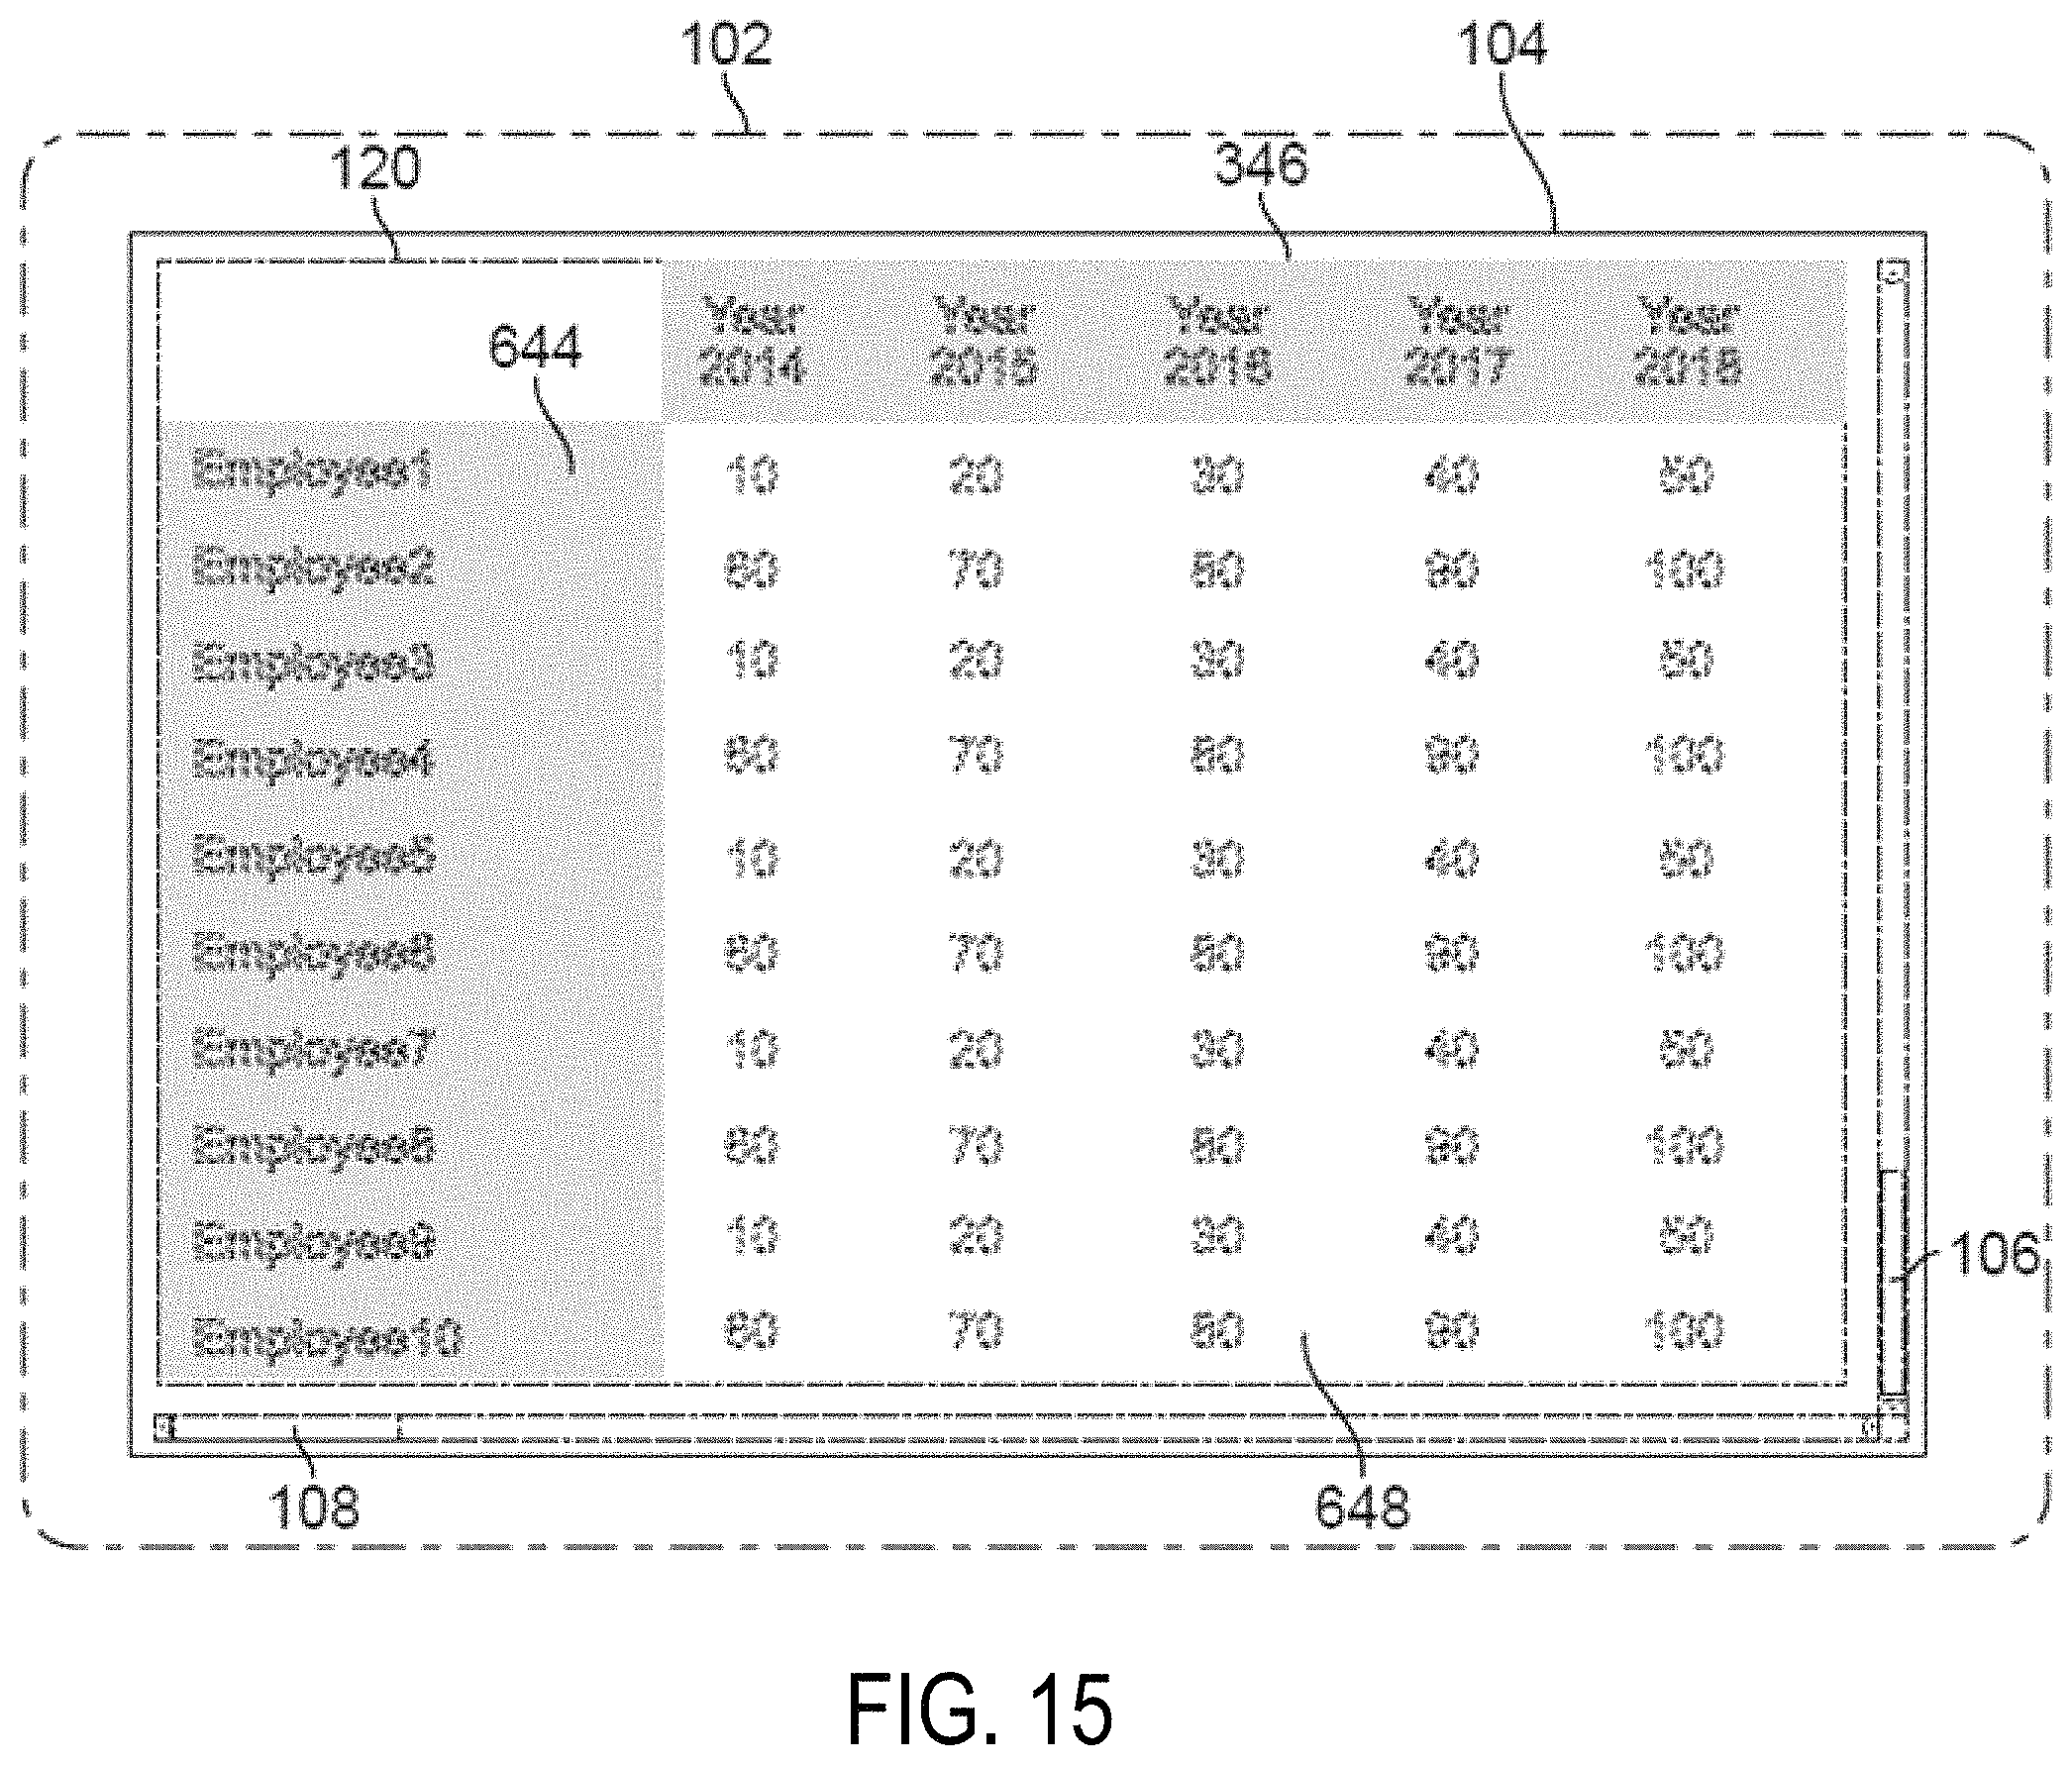 102 104
120 346
Year Year Year Year Year
2014 2015 2016 2017 2018
644
Employee1 10 20 30 40 50
Employee2 60 70 80 90 100
Employee3 10 20 30 40 50
Employee4 60 70 80 90 100
Employee5 10 20 30 40 50
Employee6 60 70 80 90 100
Employee7 10 20 30 40 50
Employee8 60 70 80 90 100
Employee9 10 20 30 40 50
106
Employee10 60 70 80 90 100
108 648
FIG. 15